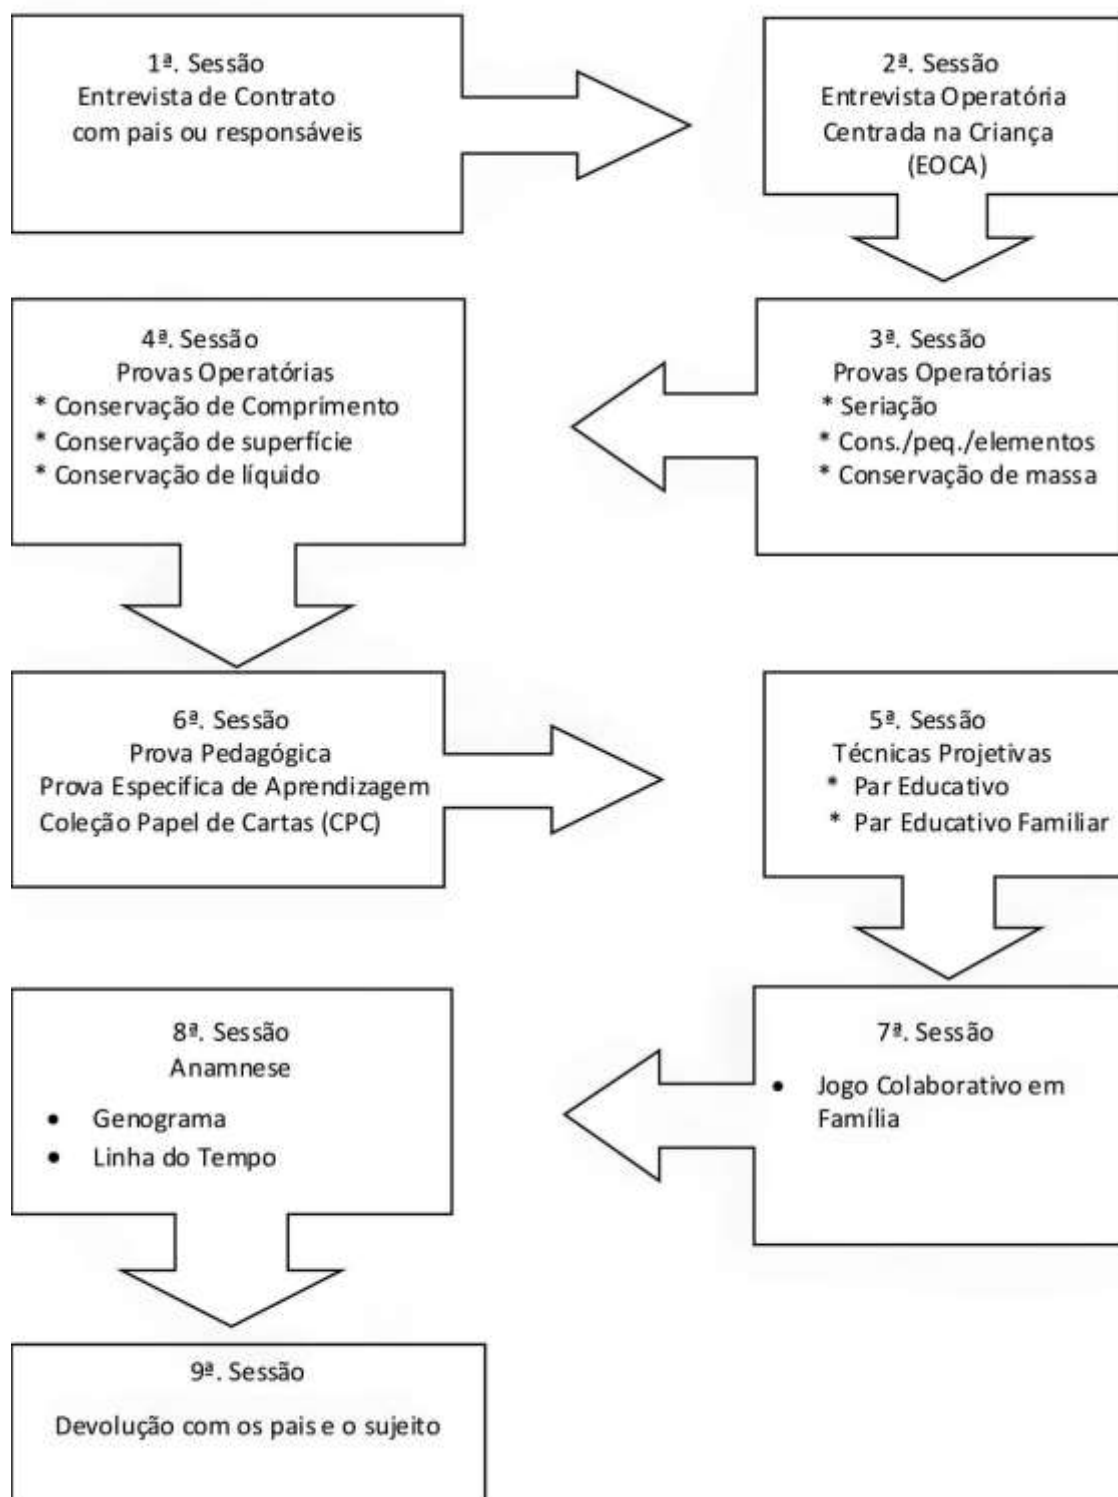 1ª. Sessão
Entrevista de Contrato
com pais ou responsáveis
2ª. Sessão
Entrevista Operatória
Centrada na Criança
(EOCA)
3ª. Sessão
Provas Operatórias
* Seriação
* Cons./peq./elementos
* Conservação de massa
4ª. Sessão
Provas Operatórias
* Conservação de Comprimento
* Conservação de superfície
* Conservação de líquido
6ª. Sessão
Prova Pedagógica
Prova Especifica de Aprendizagem
Coleção Papel de Cartas (CPC)
5ª. Sessão
Técnicas Projetivas
* Par Educativo
* Par Educativo Familiar
7ª. Sessão
• Jogo Colaborativo em
Família
8ª. Sessão
Anamnese
• Genograma
• Linha do Tempo
9ª. Sessão
Devolução com os pais e o sujeito